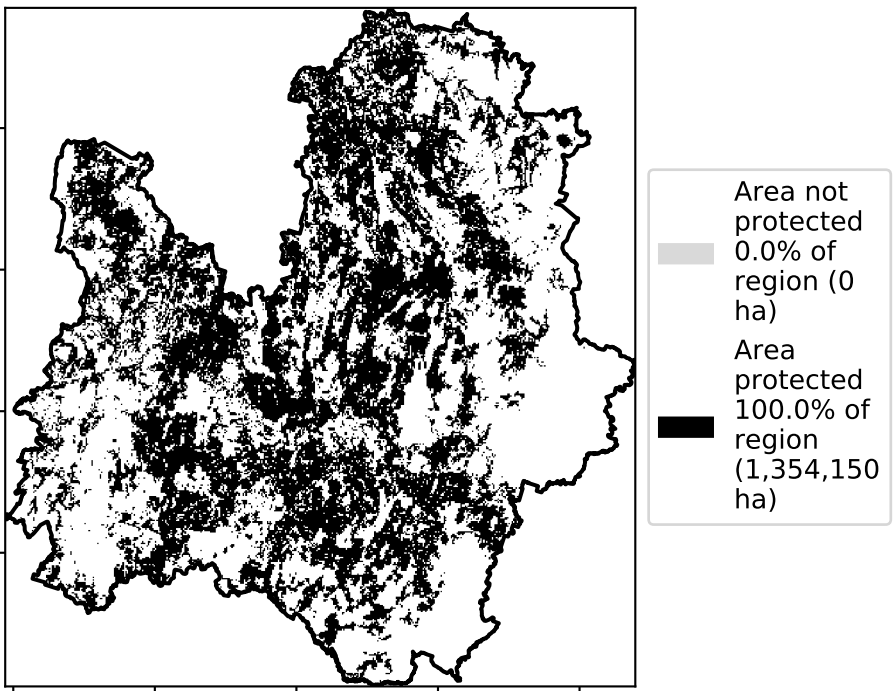 Area not
protected
0.0% of
region (0
ha)
Area
protected
100.0% of
region
(1,354,150
ha)